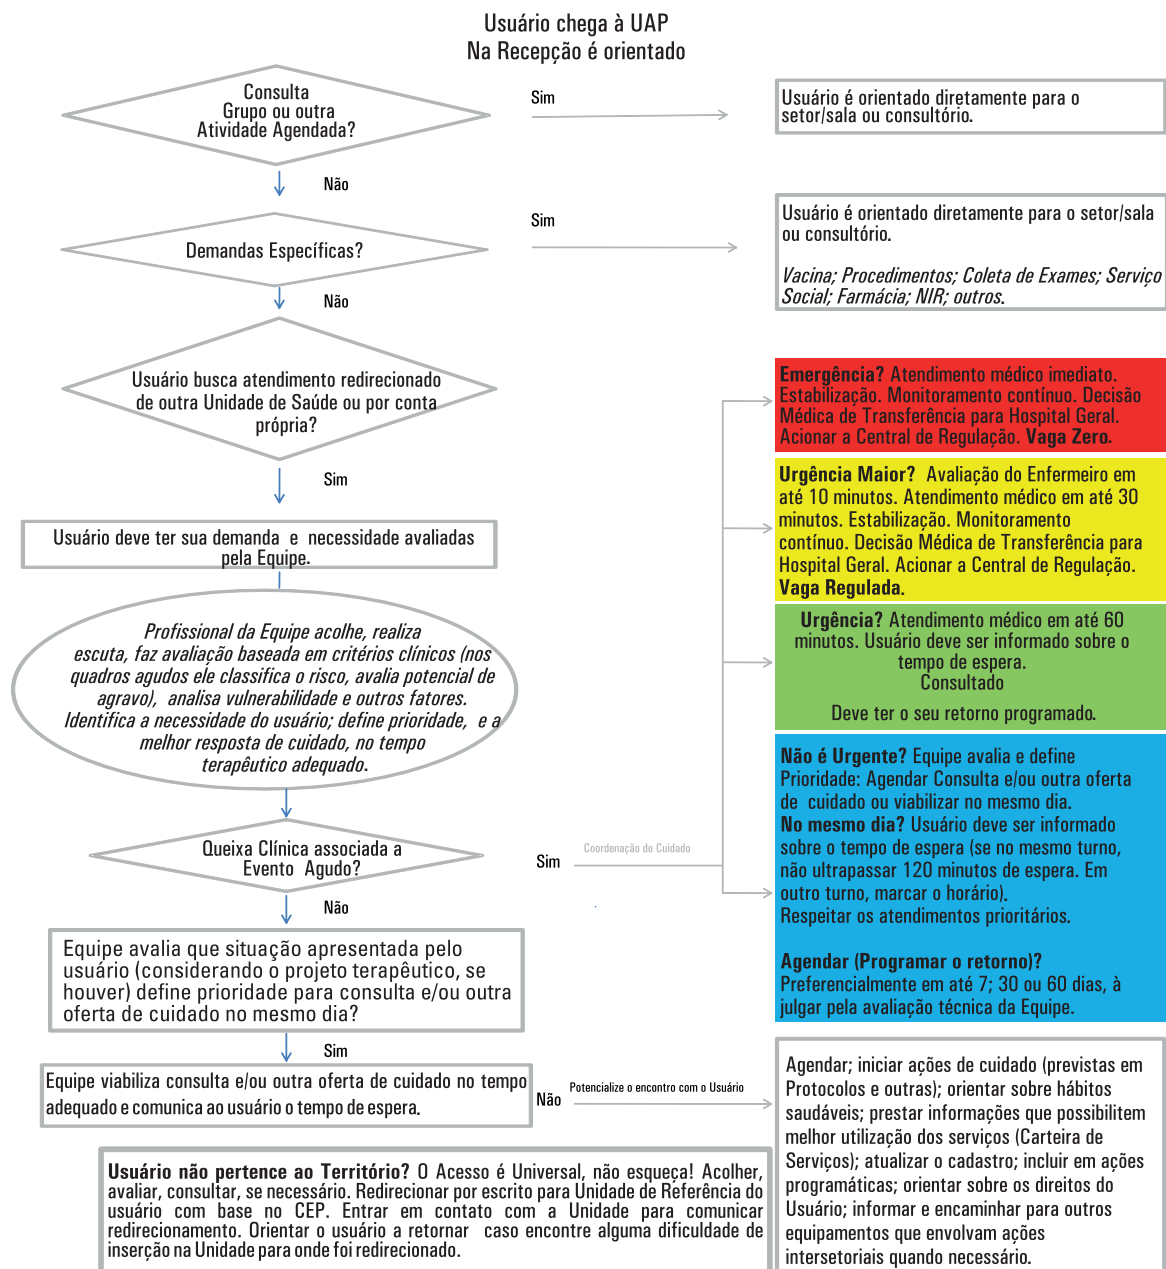 Usuário chega à UAP
Na Recepção é orientado
Consulta
Grupo ou outra
Atividade Agendada?
Sim
Usuário é orientado diretamente para o
setor/sala ou consultório.
Não
Demandas Específicas?
Sim
Usuário é orientado diretamente para o setor/sala
ou consultório.
Vacina; Procedimentos; Coleta de Exames; Serviço
Social; Farmácia; NIR; outros.
Não
Usuário busca atendimento redirecionado
de outra Unidade de Saúde ou por conta
própria?
Sim
Usuário deve ter sua demanda e necessidade avaliadas
pela Equipe.
Profissional da Equipe acolhe, realiza
escuta, faz avaliação baseada em critérios clínicos (nos
quadros agudos ele classifica o risco, avalia potencial de
agravo), analisa vulnerabilidade e outros fatores.
Identifica a necessidade do usuário; define prioridade, e a
melhor resposta de cuidado, no tempo
terapêutico adequado.
Queixa Clínica associada a
Evento Agudo?
Sim
Coordenação do Cuidado
Emergência? Atendimento médico imediato.
Estabilização. Monitoramento contínuo. Decisão
Médica de Transferência para Hospital Geral.
Acionar a Central de Regulação. Vaga Zero.
Urgência Maior? Avaliação do Enfermeiro em
até 10 minutos. Atendimento médico em até 30
minutos. Estabilização. Monitoramento
contínuo. Decisão Médica de Transferência para
Hospital Geral. Acionar a Central de Regulação.
Vaga Regulada.
Urgência? Atendimento médico em até 60
minutos. Usuário deve ser informado sobre o
tempo de espera.
Consultado
Deve ter o seu retorno programado.
Não é Urgente? Equipe avalia e define
Prioridade: Agendar Consulta e/ou outra oferta
de cuidado ou viabilizar no mesmo dia.
No mesmo dia? Usuário deve ser informado
sobre o tempo de espera (se no mesmo turno,
não ultrapassar 120 minutos de espera. Em
outro turno, marcar o horário).
Respeitar os atendimentos prioritários.
Agendar (Programar o retorno)?
Preferencialmente em até 7; 30 ou 60 dias, à
julgar pela avaliação técnica da Equipe.
Não
Equipe avalia que situação apresentada pelo
usuário (considerando o projeto terapêutico, se
houver) define prioridade para consulta e/ou outra
oferta de cuidado no mesmo dia?
Sim
Equipe viabiliza consulta e/ou outra oferta de cuidado no tempo
adequado e comunica ao usuário o tempo de espera.
Não
Potencialize o encontro com o Usuário
Agendar; iniciar ações de cuidado (previstas em
Protocolos e outras); orientar sobre hábitos
saudáveis; prestar informações que possibilitem
melhor utilização dos serviços (Carteira de
Serviços); atualizar o cadastro; incluir em ações
programáticas; orientar sobre os direitos do
Usuário; informar e encaminhar para outros
equipamentos que envolvam ações
intersetoriais quando necessário.
Usuário não pertence ao Território? O Acesso é Universal, não esqueça! Acolher,
avaliar, consultar, se necessário. Redirecionar por escrito para Unidade de Referência do
usuário com base no CEP. Entrar em contato com a Unidade para comunicar
redirecionamento. Orientar o usuário a retornar caso encontre alguma dificuldade de
inserção na Unidade para onde foi redirecionado.